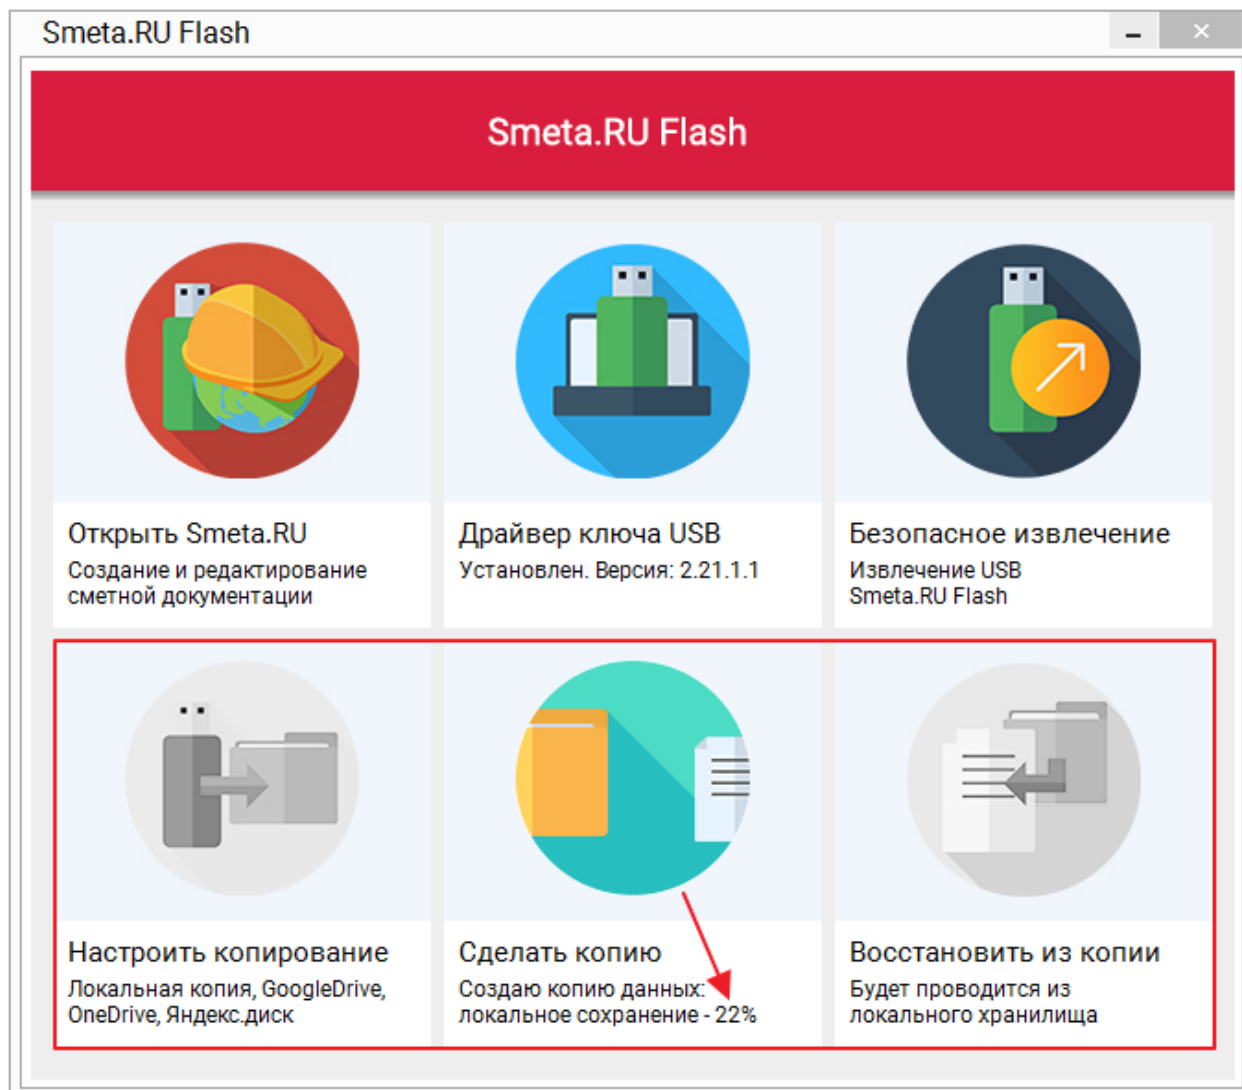 Smeta.RU Flash
Smeta.RU Flash
Открыть Smeta.RU
Создание и редактирование
сметной документации
Драйвер ключа USB
Установлен. Версия: 2.21.1.1
Безопасное извлечение
Извлечение USB
Smeta.RU Flash
Настроить копирование
Локальная копия, GoogleDrive,
OneDrive, Яндекс.диск
Сделать копию
Создаю копию данных:
локальное сохранение - 22%
Восстановить из копии
Будет проводится из
локального хранилища